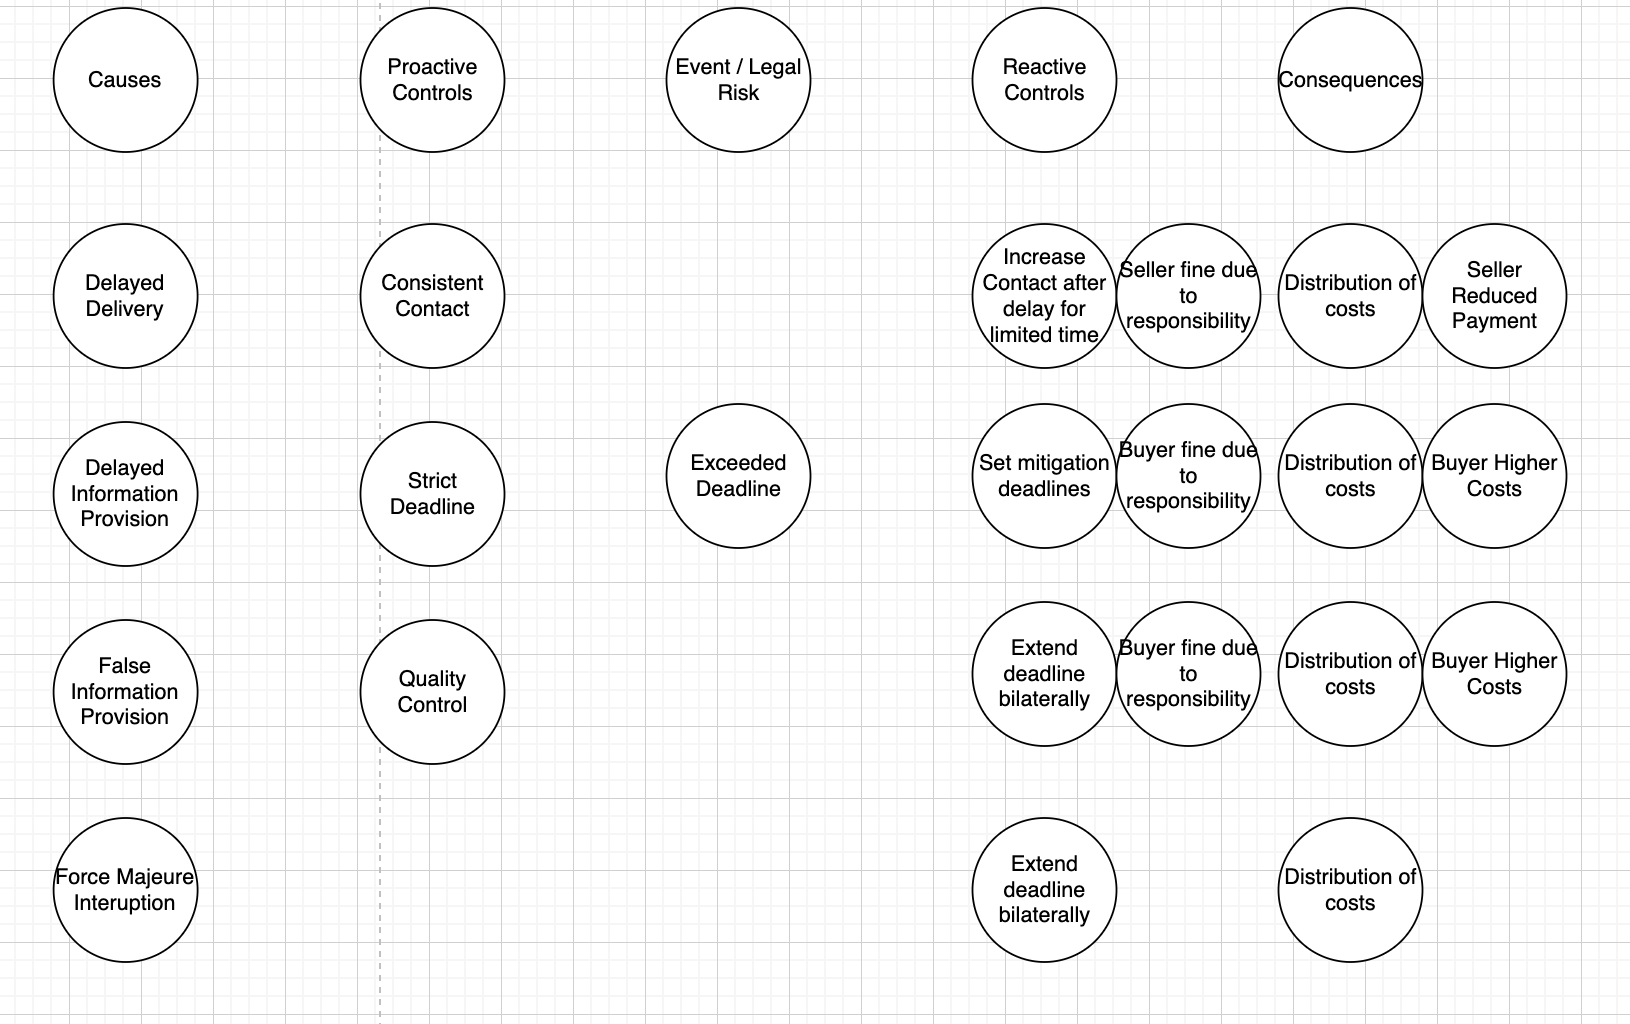 Causes
Proactive
Controls
Event / Legal
Risk
Reactive
Controls
Consequences
Delayed
Delivery
Consistent
Contact
Increase
Contact after
delay for
limited time
Seller fine due
to
responsibility
Distribution of
costs
Seller
Reduced
Payment
Delayed
Information
Provision
Strict
Deadline
Exceeded
Deadline
Set mitigation
deadlines
Buyer fine due
to
responsibility
Distribution of
costs
Buyer Higher
Costs
False
Information
Provision
Quality
Control
Extend
deadline
bilaterally
Buyer fine due
to
responsibility
Distribution of
costs
Buyer Higher
Costs
Force Majeure
Interuption
Extend
deadline
bilaterally
Distribution of
costs